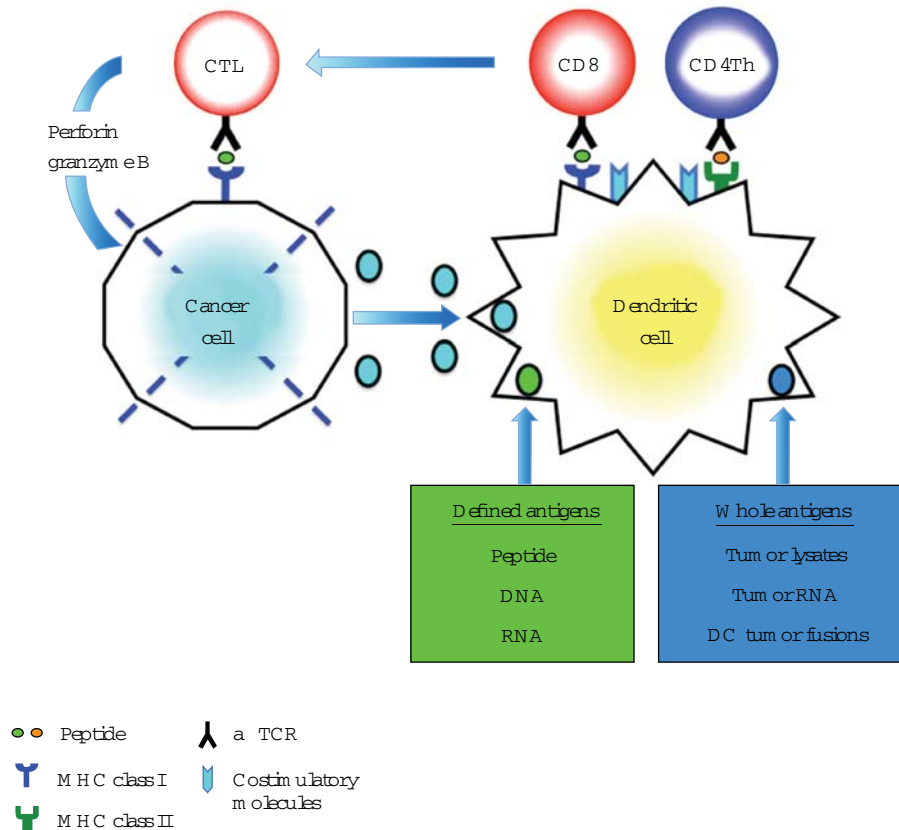 CTL
CD8
CD4Th
Perforin
granzyme B
Cancer
cell
Dendritic
cell
Defined antigens
Peptide
DNA
RNA
Whole antigens
Tumor lysates
Tumor RNA
DC tumor fusions
Peptide
MHC class I
MHC class II
a TCR
Costimulatory
molecules